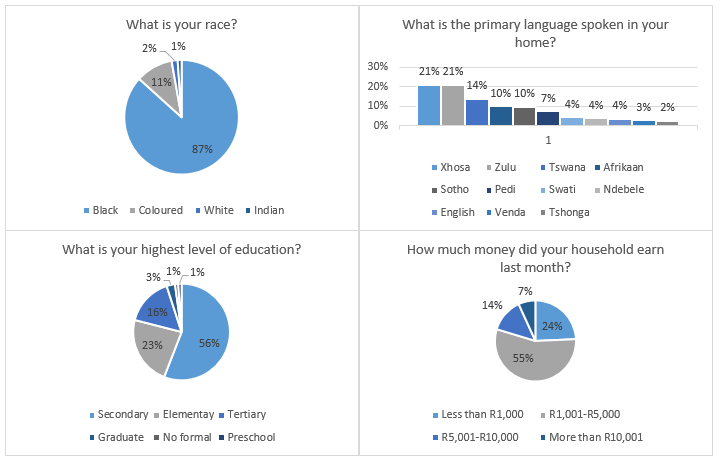 What is your race?
2%
1%
11%
87%
Black Coloured White Indian
What is the primary language spoken in your
home?
30%
20%
10%
0%
21% 21% 14% 10% 10% 7% 4% 4% 4% 3% 2%
1
Xhosa Zulu Tswana Afrikaan
Sotho Pedi Swati Ndebele
English Venda Tshonga
What is your highest level of education?
3% 1% 1%
16%
23%
56%
Secondary Elementay Tertiary
Graduate No formal Preschool
How much money did your household earn
last month?
7%
14%
24%
55%
Less than R1,000 R1,001-R5,000
R5,001-R10,000 More than R10,001